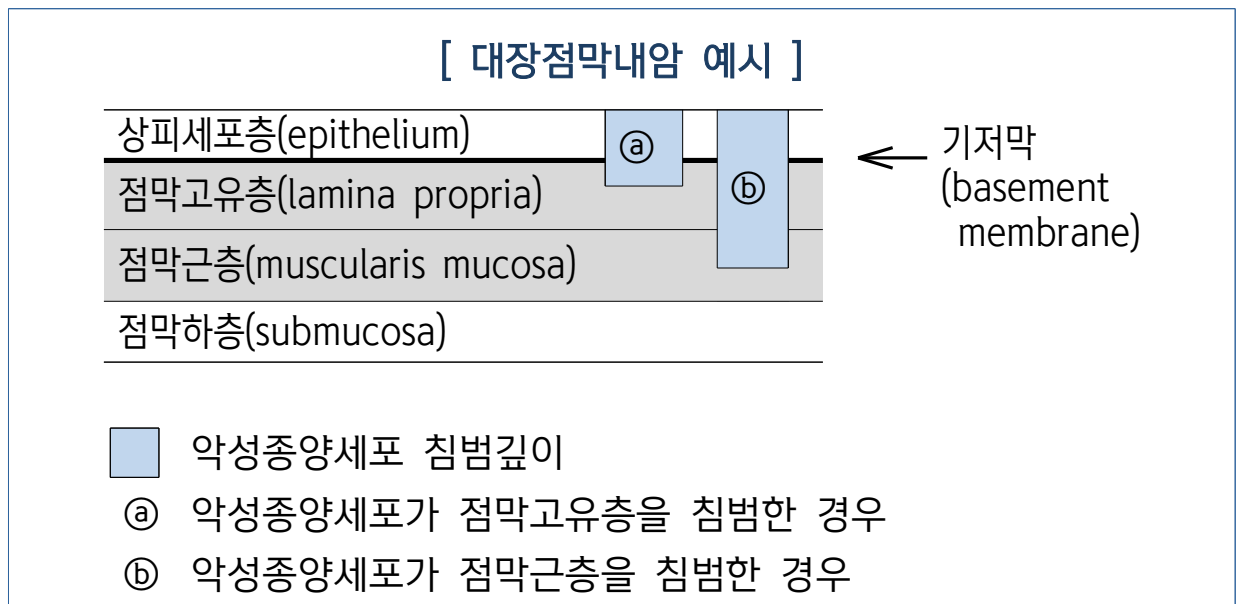 [ 대장점막내암 예시 ]
상피세포층(epithelium)
ⓐ
기저막
(basement
membrane)
점막고유층(lamina propria)
ⓑ
점막근층(muscularis mucosa)
점막하층(submucosa)
악성종양세포 침범깊이
ⓐ 악성종양세포가 점막고유층을 침범한 경우
ⓑ 악성종양세포가 점막근층을 침범한 경우